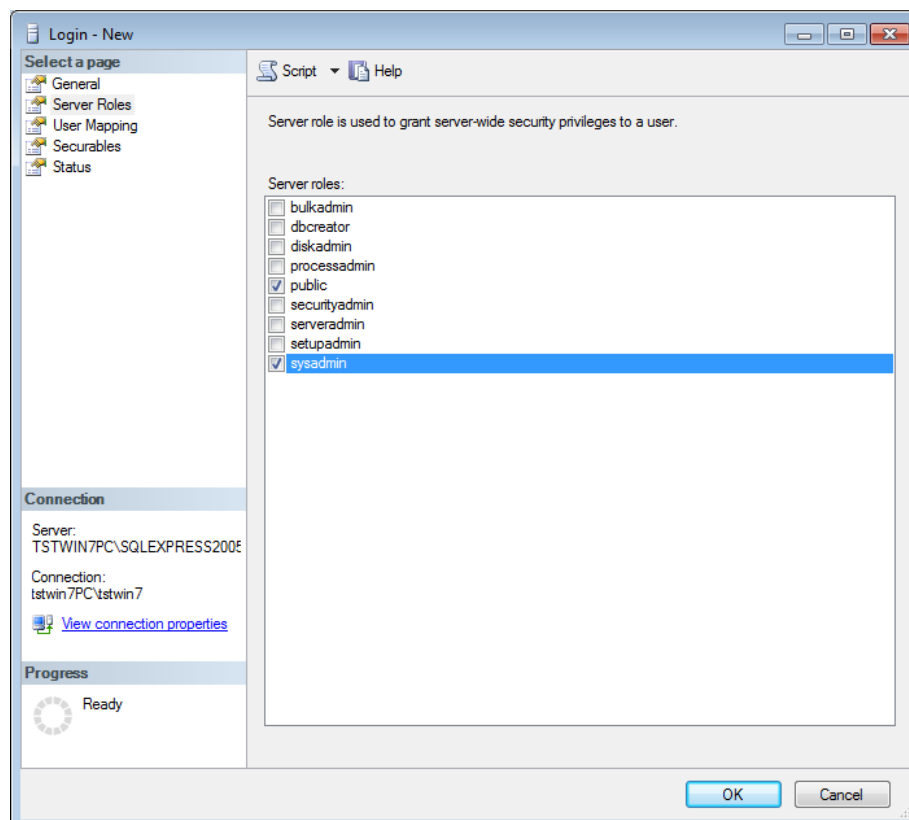 Login - New
Select a page
General
Server Roles
User Mapping
Securables
Status
Script
Help
Server role is used to grant server-wide security privileges to a user.
Server roles:
bulkadmin
dbcreator
diskadmin
processadmin
public
securityadmin
serveradmin
setupadmin
sysadmin
Connection
Server:
TSTWIN7PC\SQLEXPRESS2005
Connection:
tstwin7PC\tstwin7
View connection properties
Progress
Ready
OK
Cancel